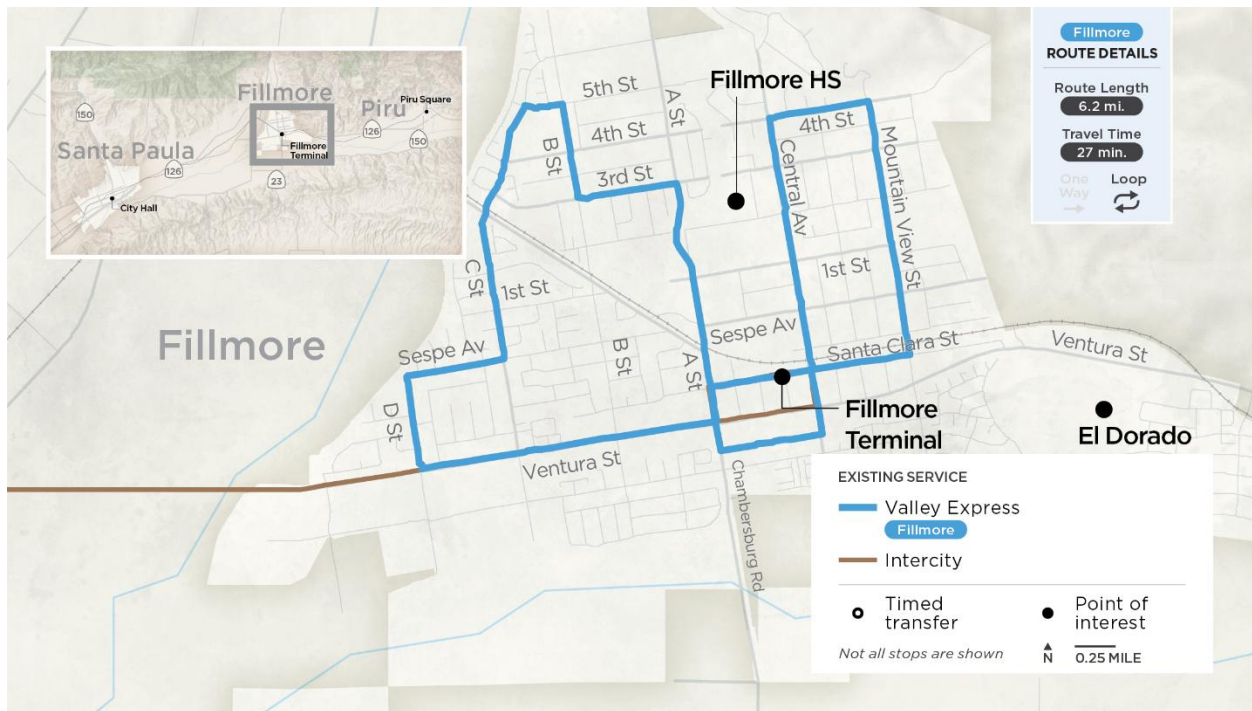 Fillmore
ROUTE DETAILS
Route Length
6.2 mi.
Travel Time
27 min.
One Way
Loop
Fillmore
Piru
Piru Square
150
126
150
Fillmore
Terminal
Santa Paula
126
23
City Hall
Fillmore HS
5th St
A St
4th St
4th St
B St
3rd St
Central Av
Mountain View St
C St
1st St
1st St
Fillmore
Sespe Av
Sespe Av
Santa Clara St
Ventura St
B St
A St
D St
Fillmore
Terminal
El Dorado
Ventura St
Chambersburg Rd
EXISTING SERVICE
Valley Express
Fillmore
Intercity
Timed
transfer
Point of
interest
Not all stops are shown
N
0.25 MILE